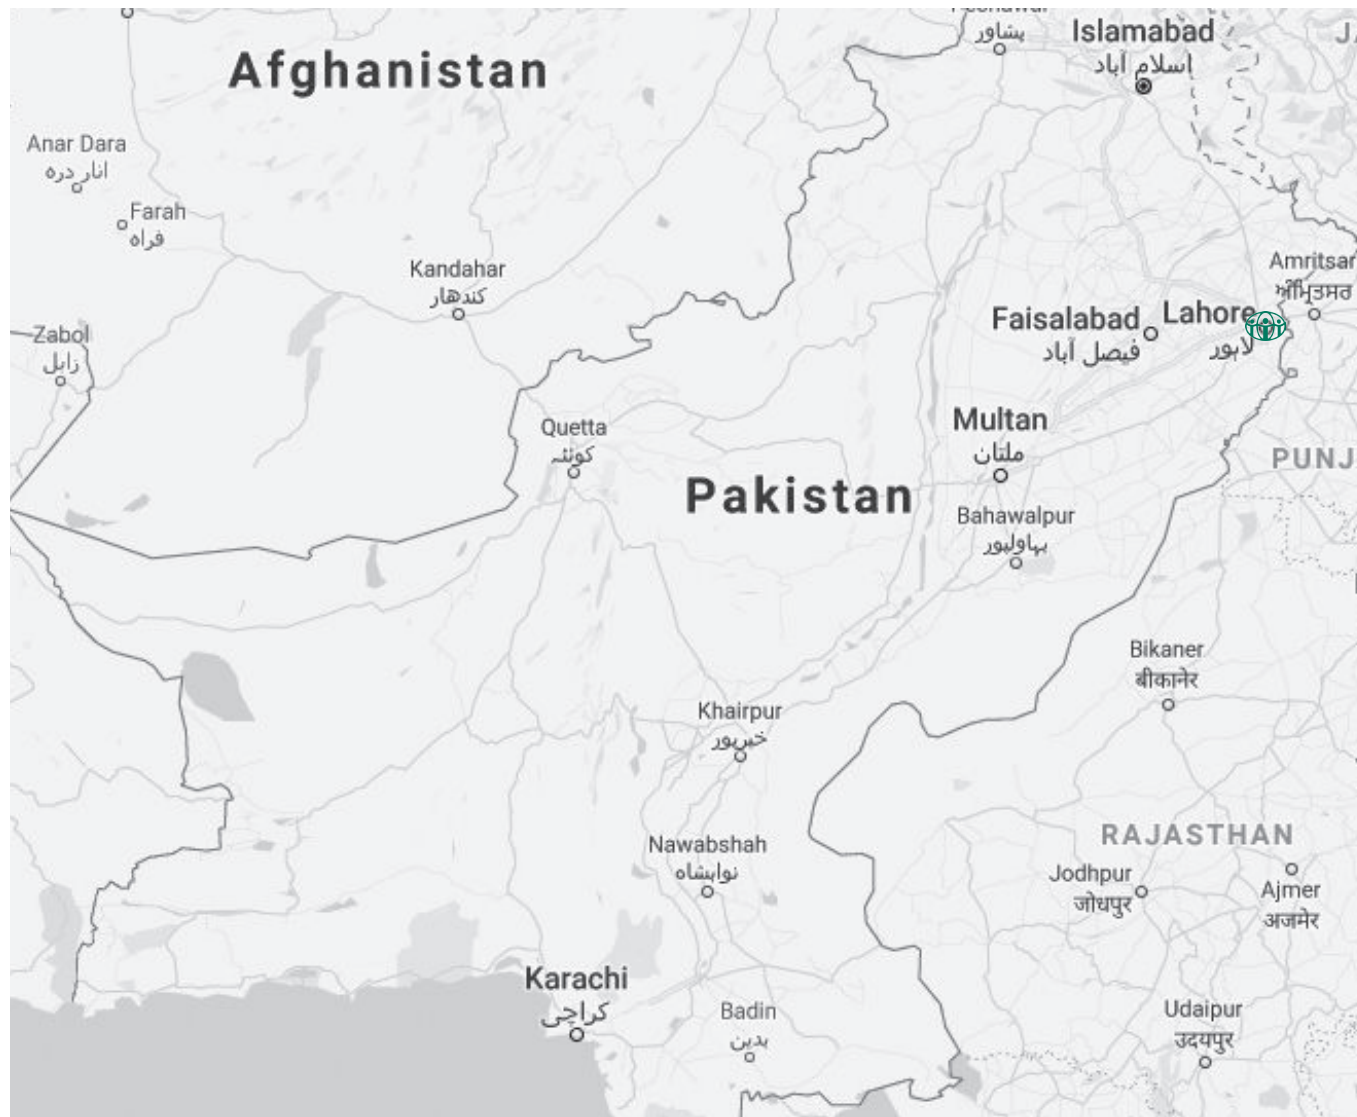 Peshawar
پشاور
Islamabad
اسلام آباد
Afghanistan
Anar Dara
انار دره
Farah
فراه
Kandahar
کندهار
Amritsar
ਅੰਮ੍ਰਿਤਸਰ
Zabol
زابل
Faisalabad
فیصل آباد
Lahore
لاہور
Multan
ملتان
Quetta
کوئٹہ
PUNJ
Pakistan
Bahawalpur
بہاولپور
Bikaner
बीकानेर
Khairpur
خیرپور
RAJASTHAN
Nawabshah
نوابشاہ
Jodhpur
जोधपुर
Ajmer
अजमेर
Karachi
کراچی
Badin
بدین
Udaipur
उदयपुर